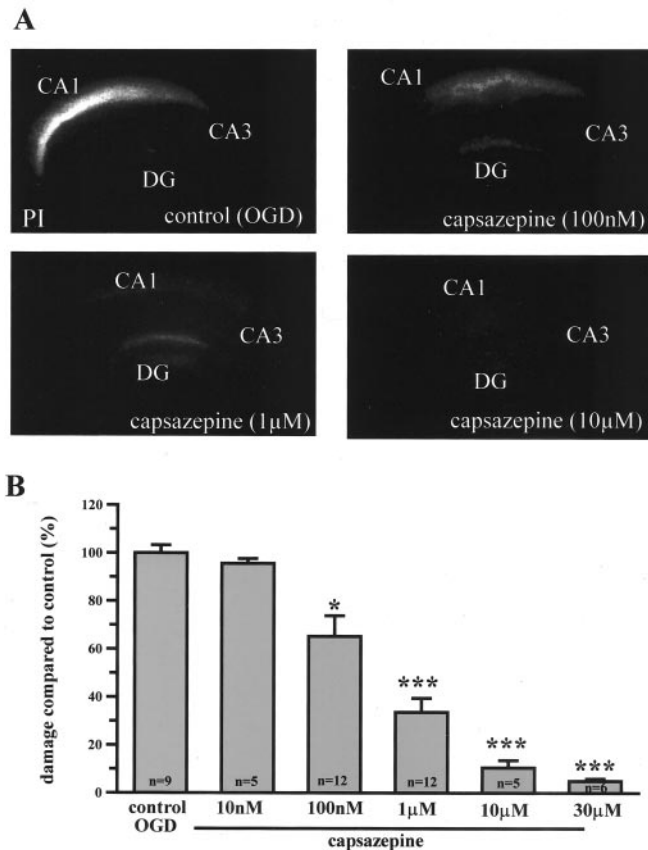 A
CA1
CA3
DG
PI
control (OGD)
CA1
CA3
DG
capsazepine (100nM)
CA1
CA3
DG
capsazepine (1µM)
CA1
CA3
DG
capsazepine (10µM)
B
damage compared to control (%)
120
100
80
60
40
20
0
*
***
***
***
n=9
n=5
n=12
n=12
n=5
n=6
control OGD
10nM
100nM
1µM
10µM
30µM
capsazepine